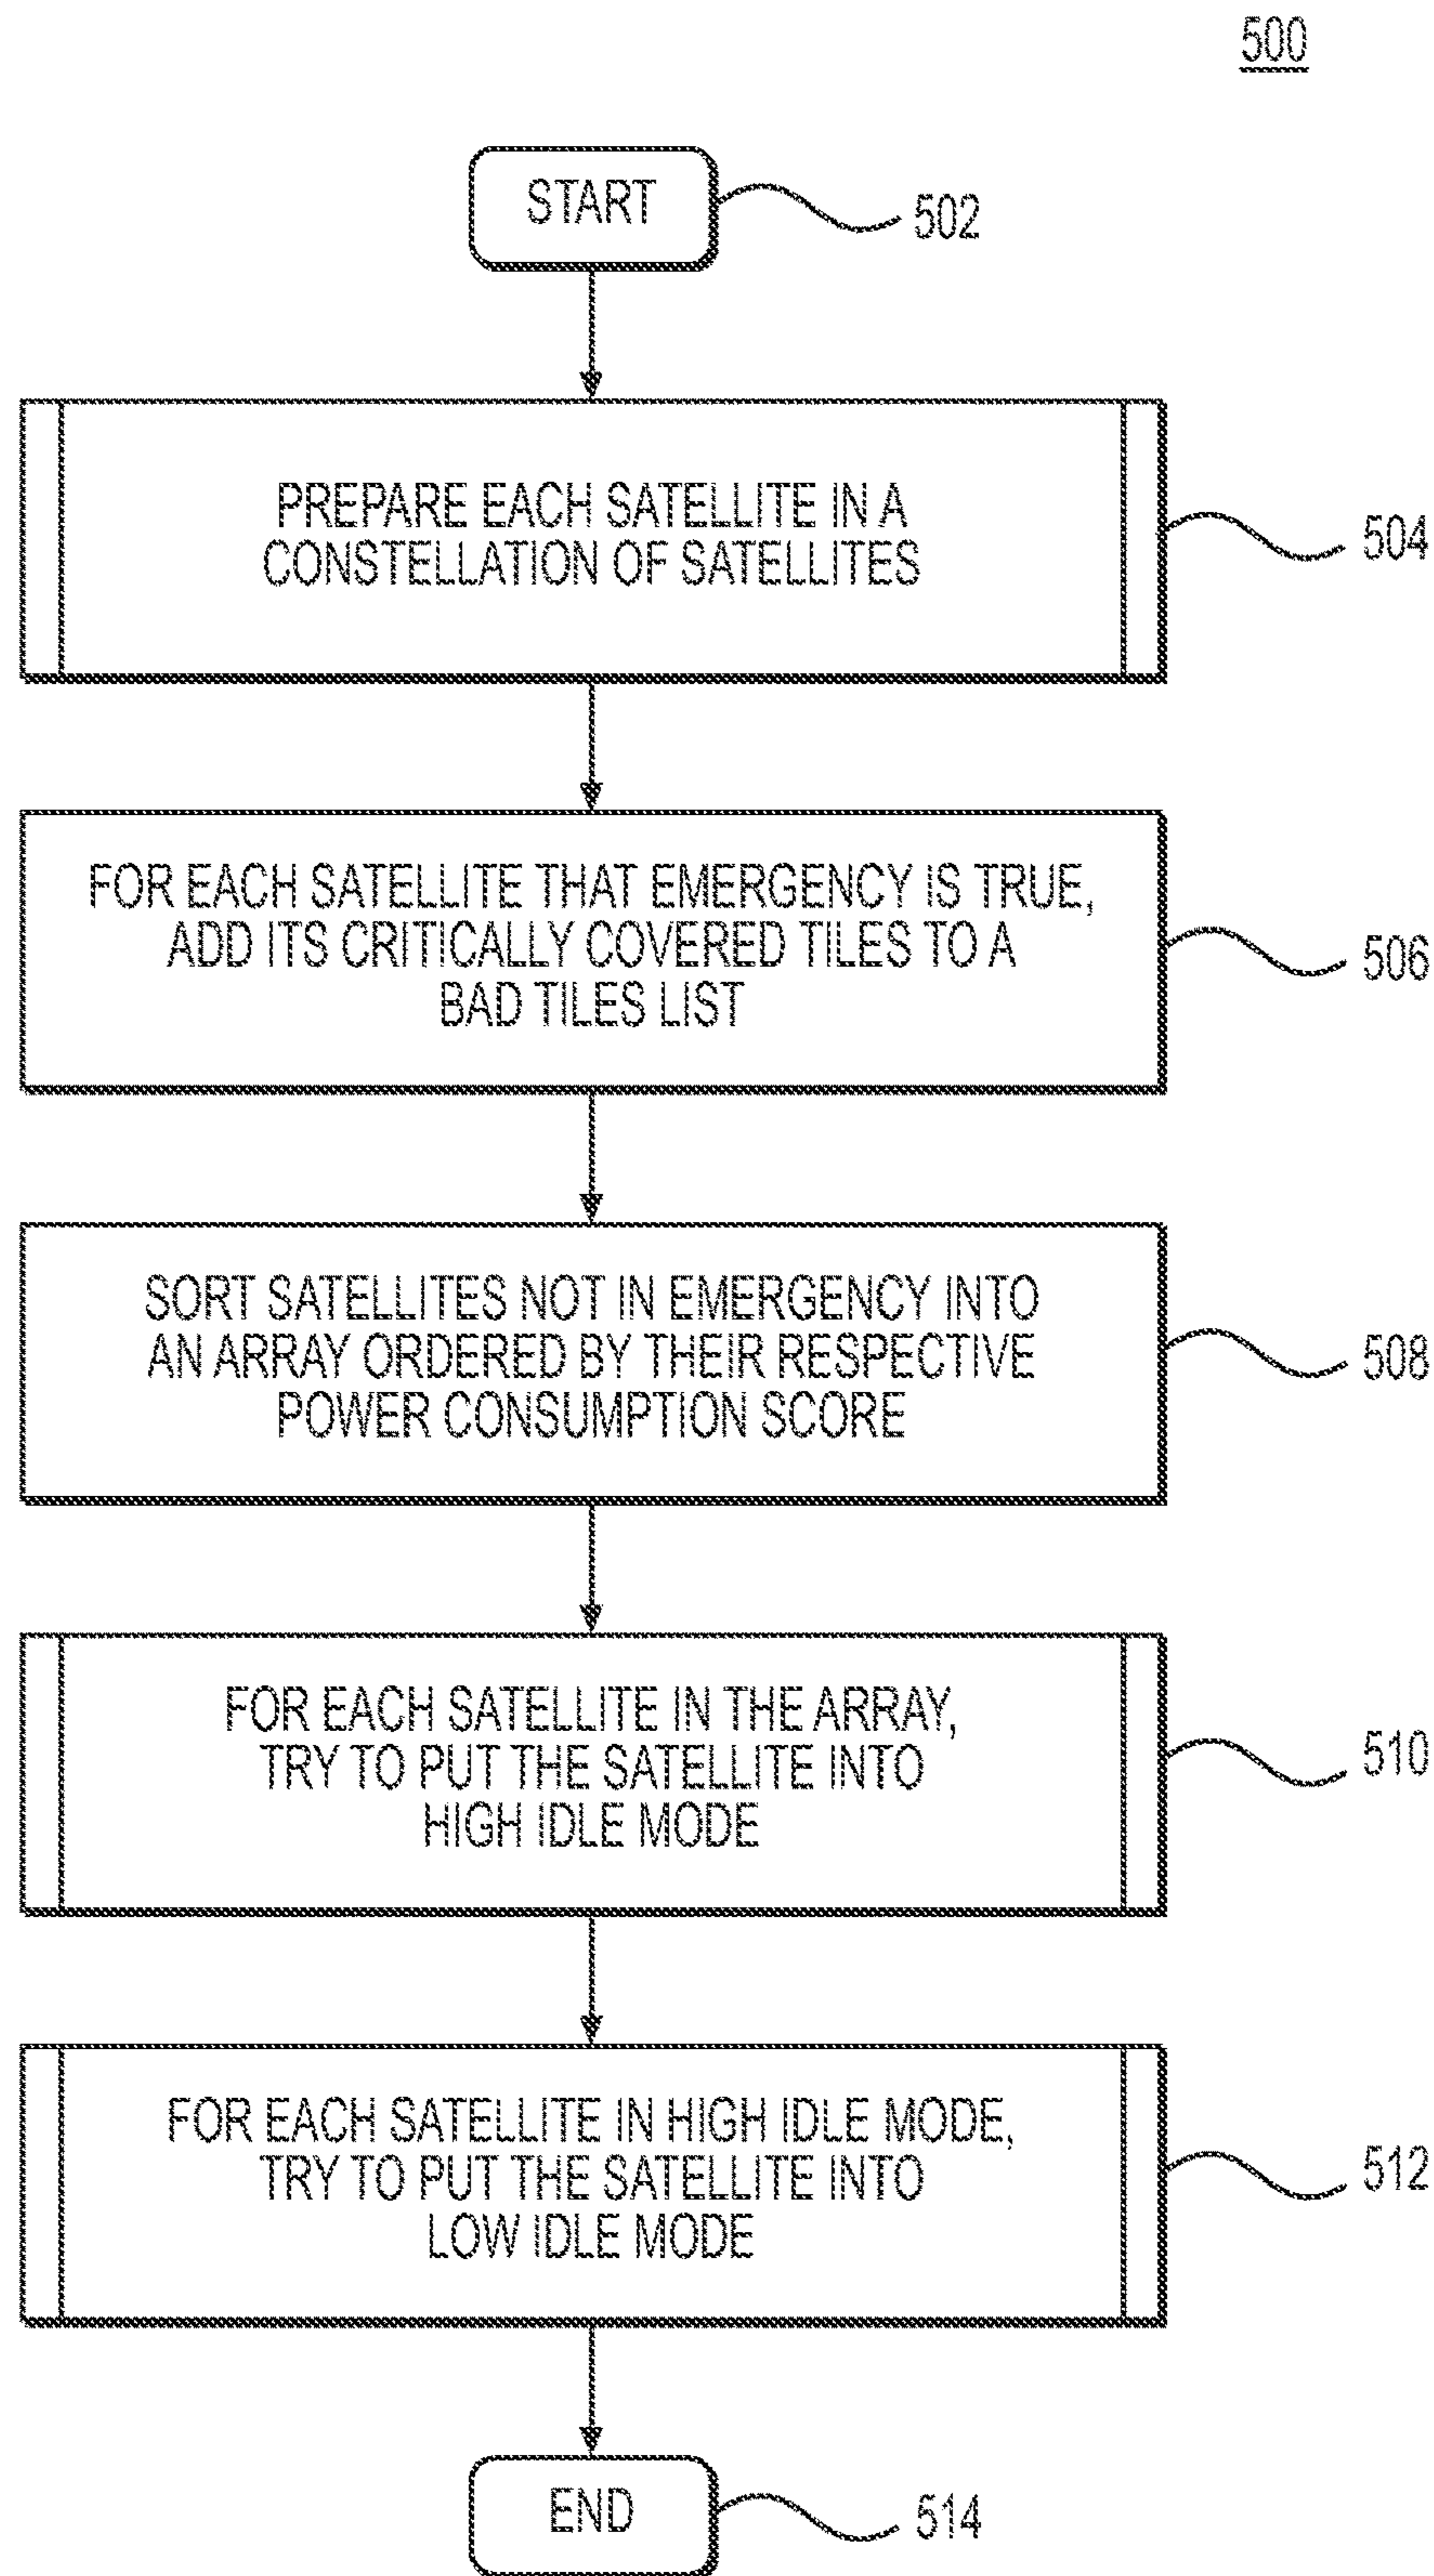 500
START
502
PREPARE EACH SATELLITE IN A
CONSTELLATION OF SATELLITES
504
FOR EACH SATELLITE THAT EMERGENCY IS TRUE,
ADD ITS CRITICALLY COVERED TILES TO A
BAD TILES LIST
506
SORT SATELLITES NOT IN EMERGENCY INTO
AN ARRAY ORDERED BY THEIR RESPECTIVE
POWER CONSUMPTION SCORE
508
FOR EACH SATELLITE IN THE ARRAY,
TRY TO PUT THE SATELLITE INTO
HIGH IDLE MODE
510
FOR EACH SATELLITE IN HIGH IDLE MODE,
TRY TO PUT THE SATELLITE INTO
LOW IDLE MODE
512
END
514